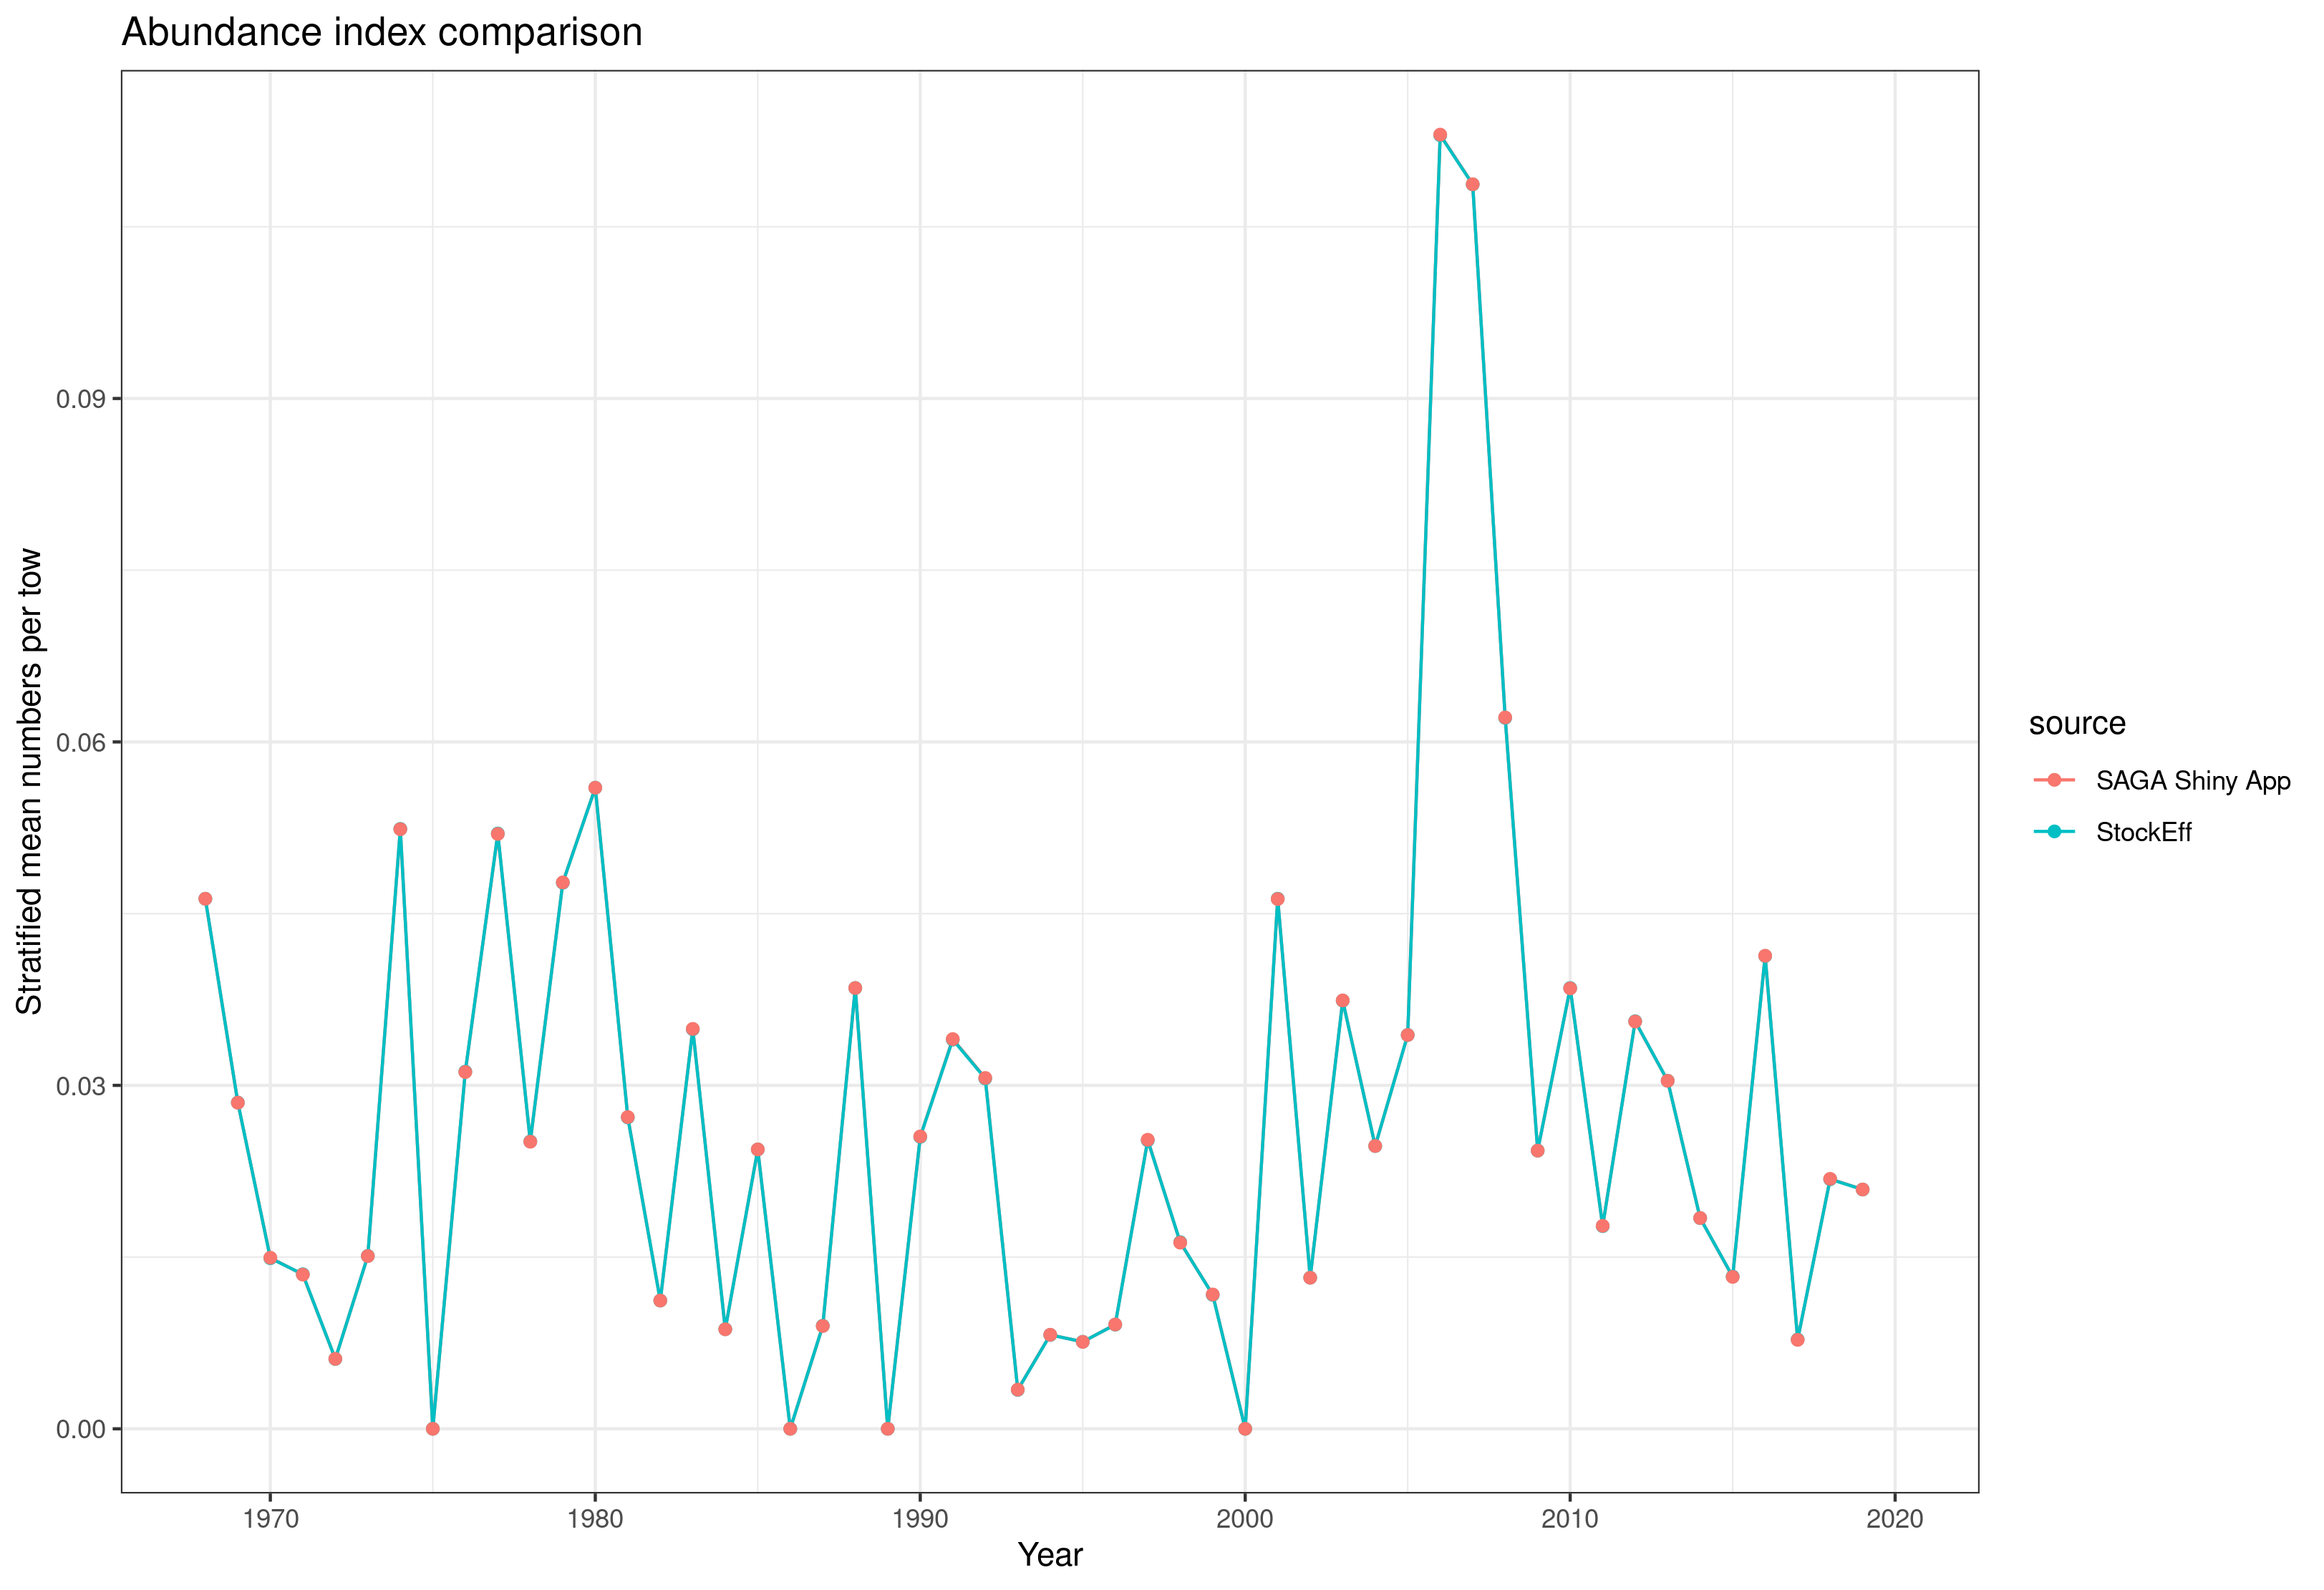 Abundance index comparison
Stratified mean numbers per tow
0.09
0.06
0.03
0.00
1970 1980 1990 2000 2010 2020
Year
source
SAGA Shiny App
StockEff